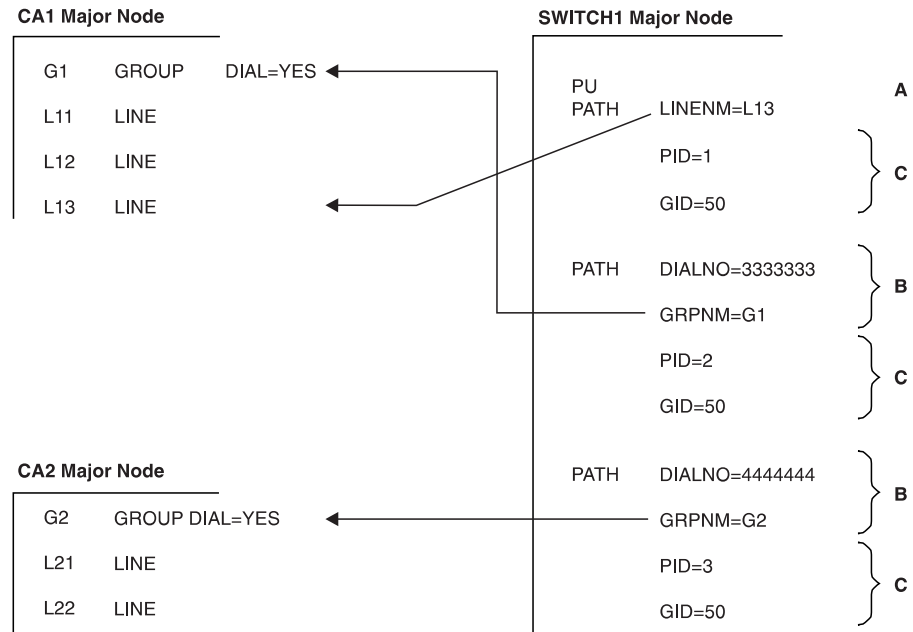 CA1 Major Node
G1 GROUP DIAL=YES
L11 LINE
L12 LINE
L13 LINE
CA2 Major Node
G2 GROUP DIAL=YES
L21 LINE
L22 LINE
SWITCH1 Major Node
PU A
PATH LINENM=L13
PID=1
C
GID=50
PATH DIALNO=3333333
B
GRPNM=G1
PID=2
C
GID=50
PATH DIALNO=4444444
B
GRPNM=G2
PID=3
C
GID=50